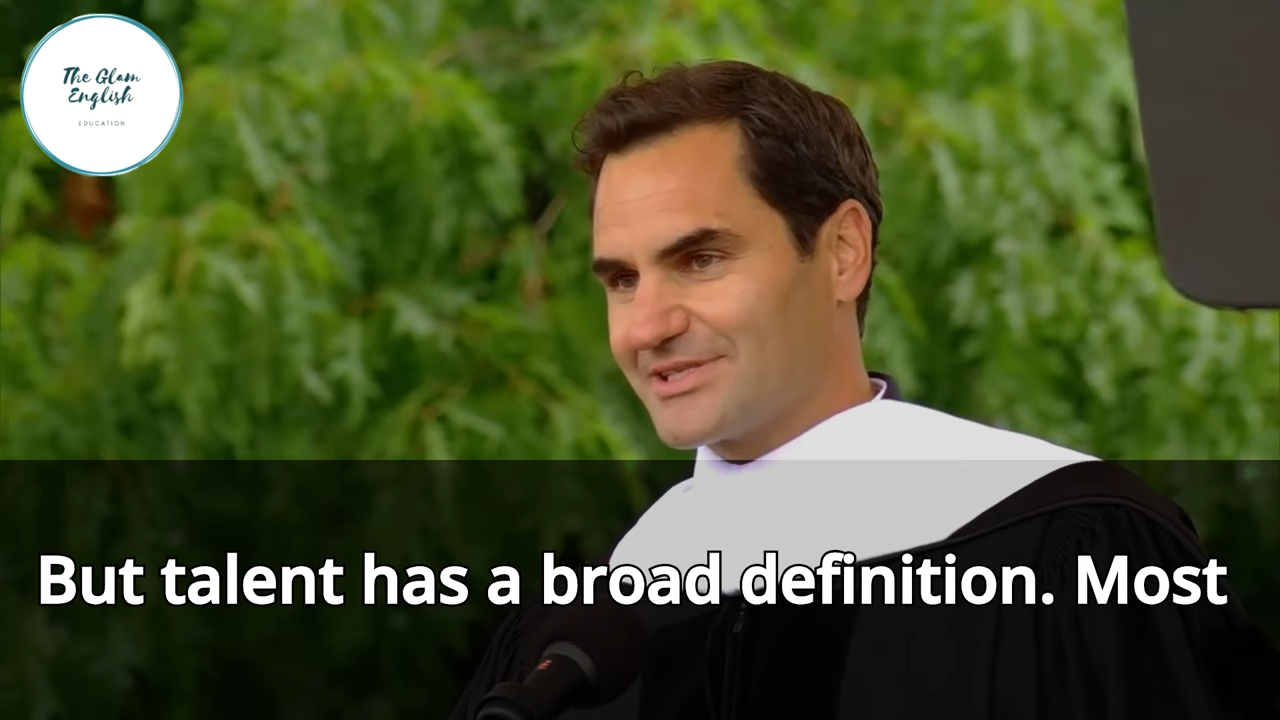 The Glam
English
EDUCATION
But talent has a broad definition. Most